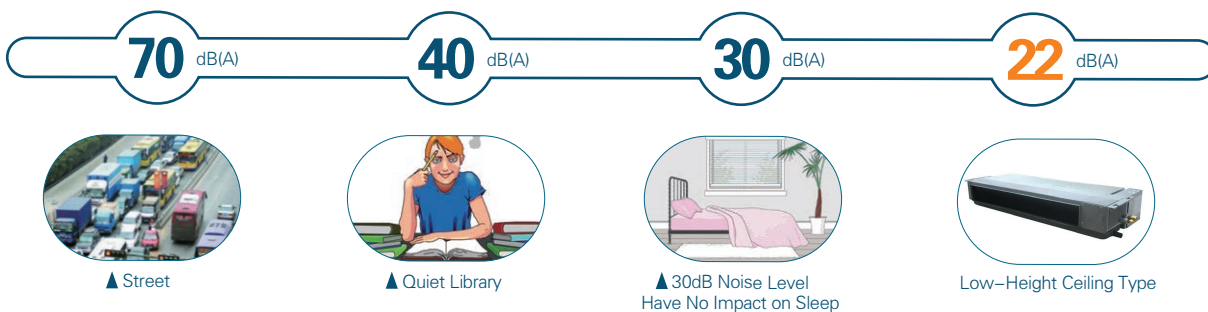 70 dB(A) 40 dB(A) 30 dB(A) 22 dB(A)
▲ Street
▲ Quiet Library
▲ 30dB Noise Level
Have No Impact on Sleep
Low–Height Ceiling Type